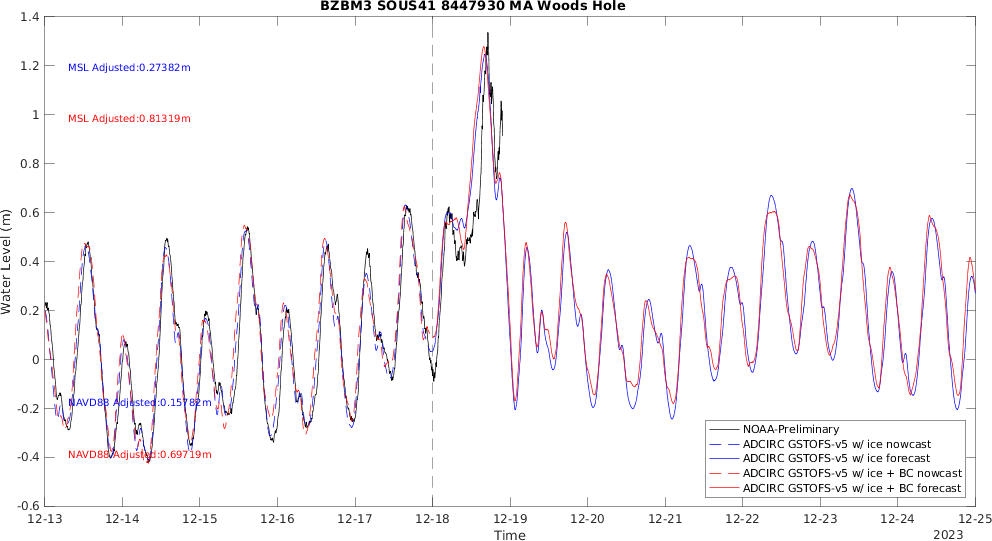 BZBM3 SOUS41 8447930 MA Woods Hole
1.4
1.2
1
0.8
0.6
0.4
0.2
0
-0.2
-0.4
-0.6
Water Level (m)
MSL Adjusted:0.27382m
MSL Adjusted:0.81319m
NAVD88 Adjusted:0.15782m
NAVD88 Adjusted:0.69719m
NOAA-Preliminary
ADCIRC GSTOFS-v5 w/ ice nowcast
ADCIRC GSTOFS-v5 w/ ice forecast
ADCIRC GSTOFS-v5 w/ ice + BC nowcast
ADCIRC GSTOFS-v5 w/ ice + BC forecast
12-13 12-14 12-15 12-16 12-17 12-18 12-19 12-20 12-21 12-22 12-23 12-24 12-25
Time
2023